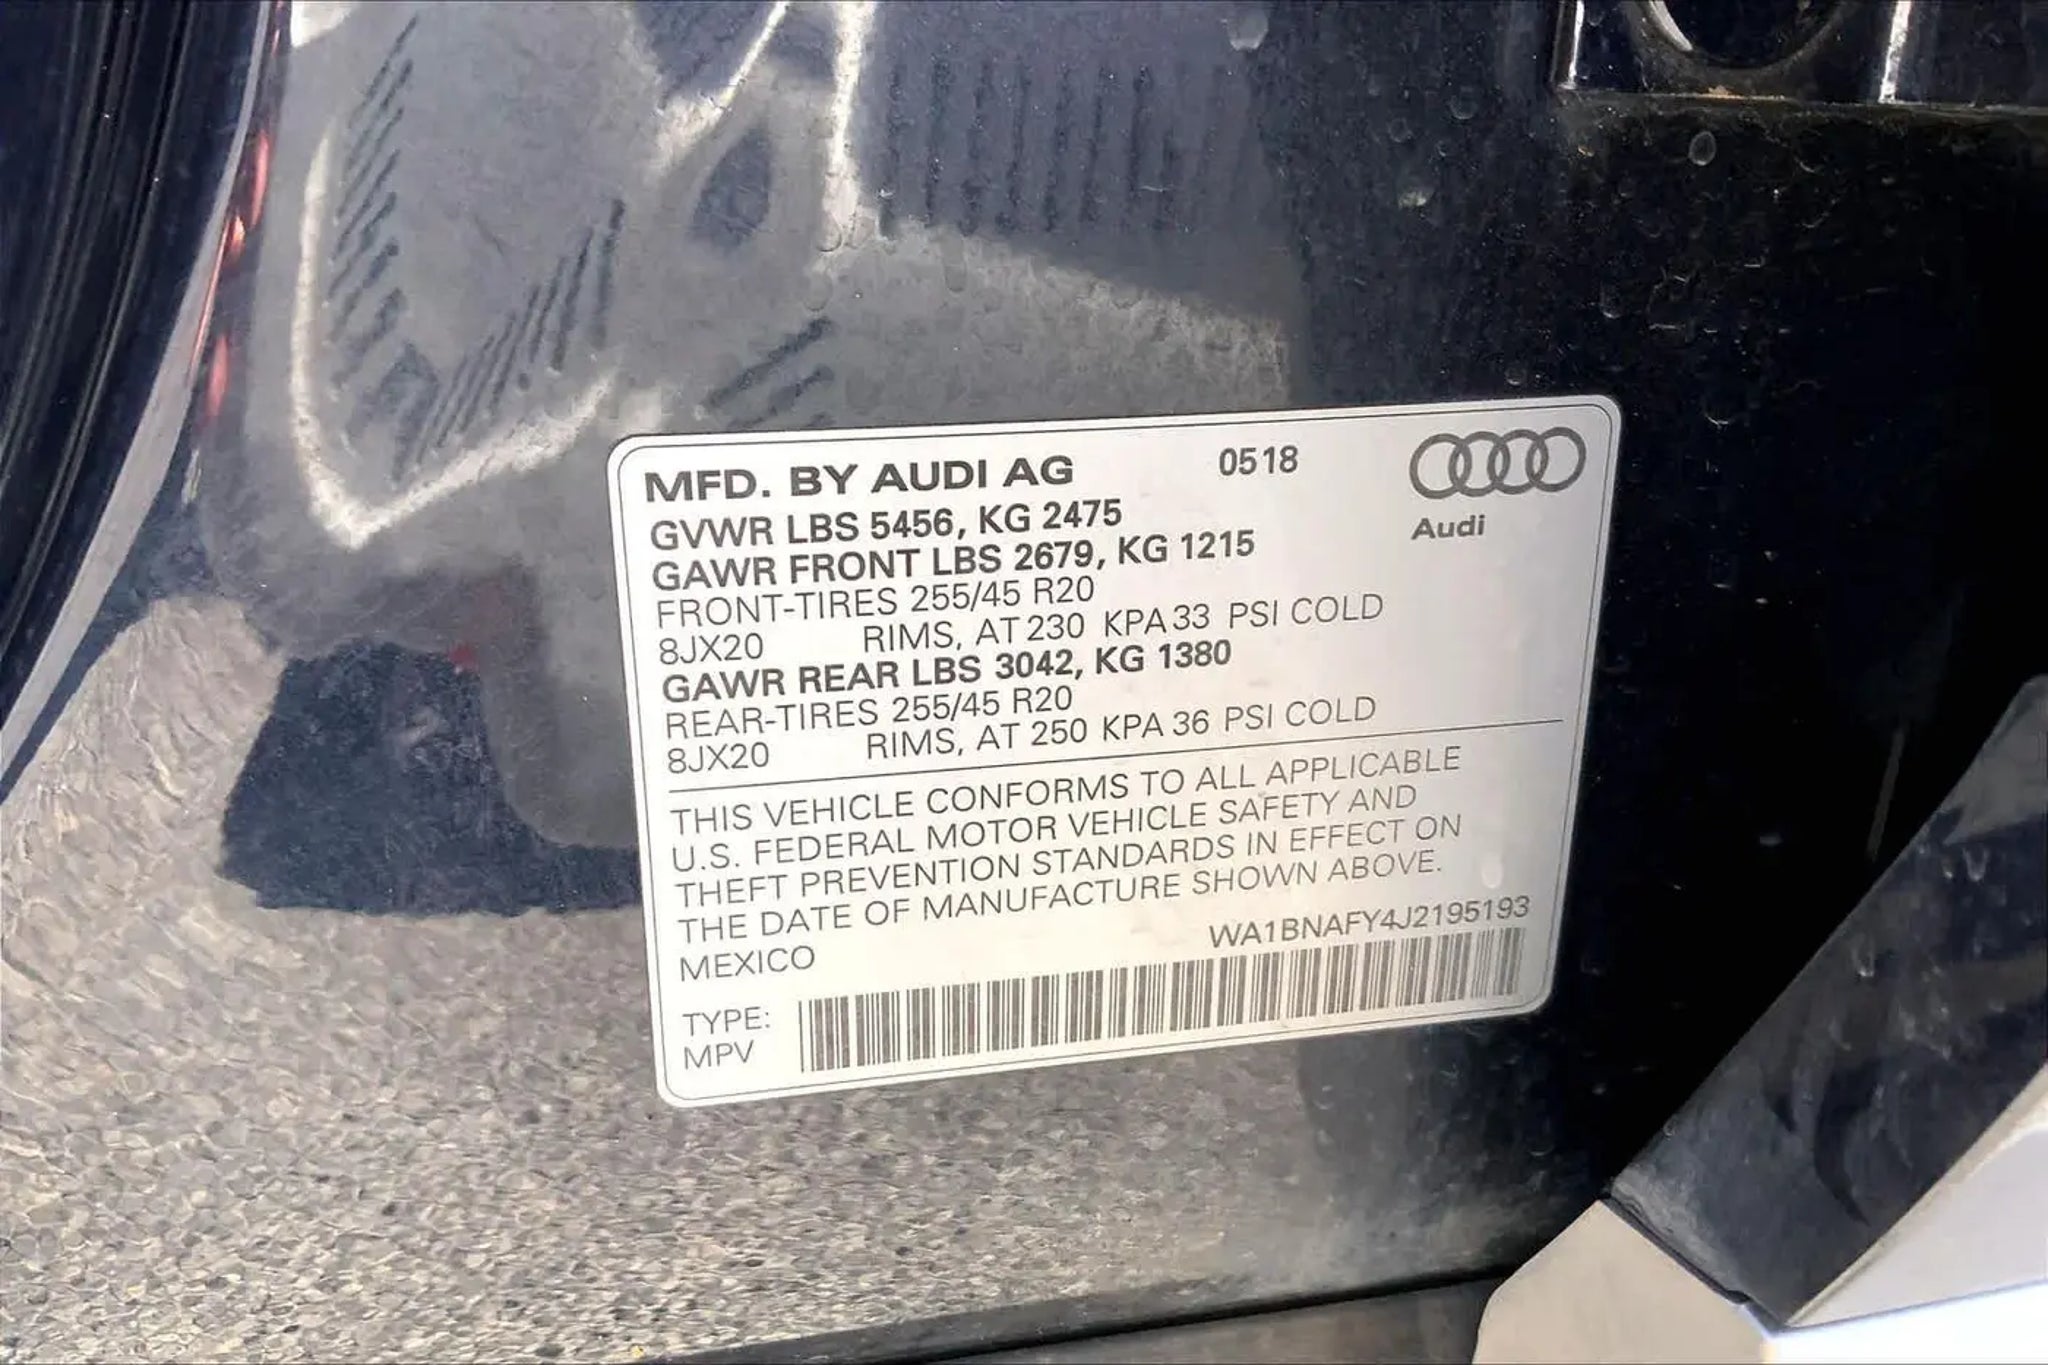 MFD. BY AUDI AG 0518
Audi
GVWR LBS 5456, KG 2475
GAWR FRONT LBS 2679, KG 1215
FRONT-TIRES 255/45 R20
8JX20 RIMS, AT 230 KPA 33 PSI COLD
GAWR REAR LBS 3042, KG 1380
REAR-TIRES 255/45 R20
8JX20 RIMS, AT 250 KPA 36 PSI COLD
THIS VEHICLE CONFORMS TO ALL APPLICABLE
U.S. FEDERAL MOTOR VEHICLE SAFETY AND
THEFT PREVENTION STANDARDS IN EFFECT ON
THE DATE OF MANUFACTURE SHOWN ABOVE.
MEXICO WA1BNAFY4J2195193
TYPE:
MPV